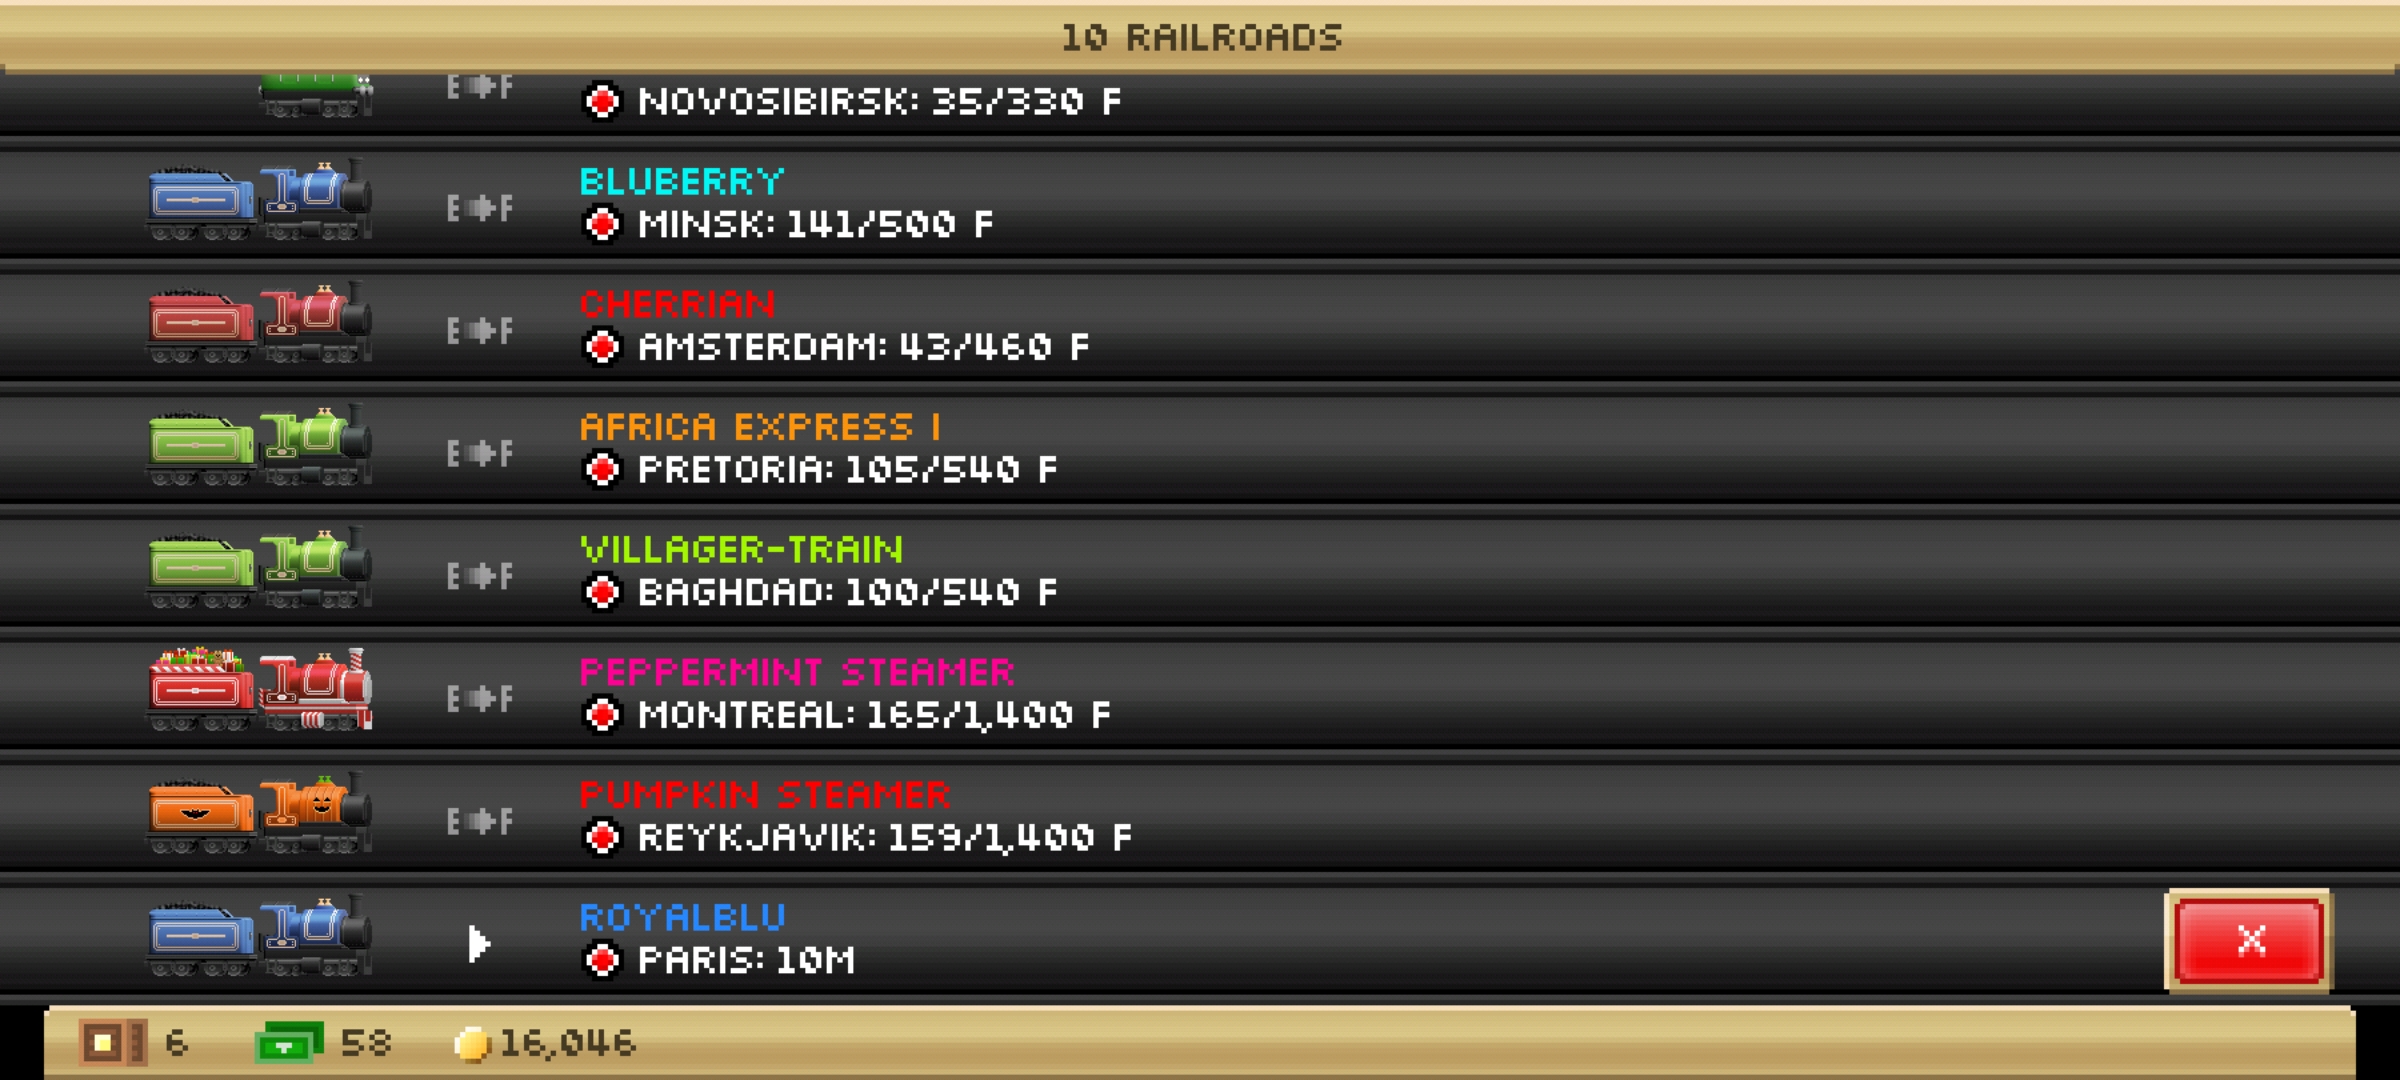 10 RAILROADS
E F
NOVOSIBIRSK: 35/330 F
BLUBERRY
E F
MINSK: 141/500 F
CHERRIAN
E F
AMSTERDAM: 43/460 F
AFRICA EXPRESS I
E F
PRETORIA: 105/540 F
VILLAGER-TRAIN
E F
BAGHDAD: 100/540 F
PEPPERMINT STEAMER
E F
MONTREAL: 165/1,400 F
PUMPKIN STEAMER
E F
REYKJAVIK: 159/1,400 F
ROYALBLU
PARIS: 10M
X
6 58 16,046